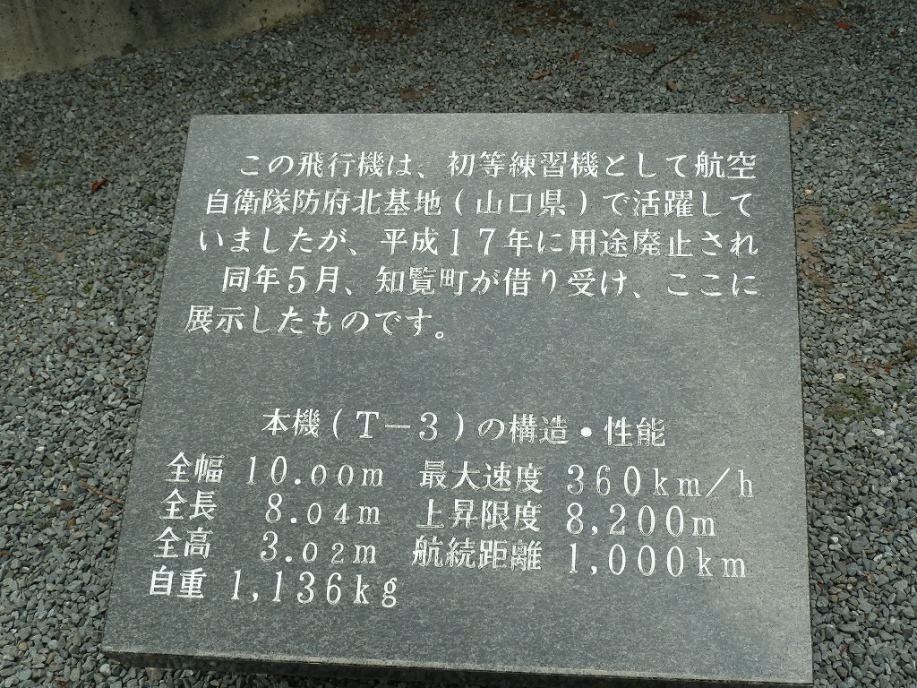 この飛行機は、初等練習機として航空
自衛隊防府北基地(山口県)で活躍して
いましたが、平成17年に用途廃止され
同年5月、知覧町が借り受け、ここに
展示したものです。
本機(T-3)の構造・性能
全幅 10.00m 最大速度 360km/h
全長 8.04m 上昇限度 8,200m
全高 3.02m 航続距離 1,000km
自重 1,136kg